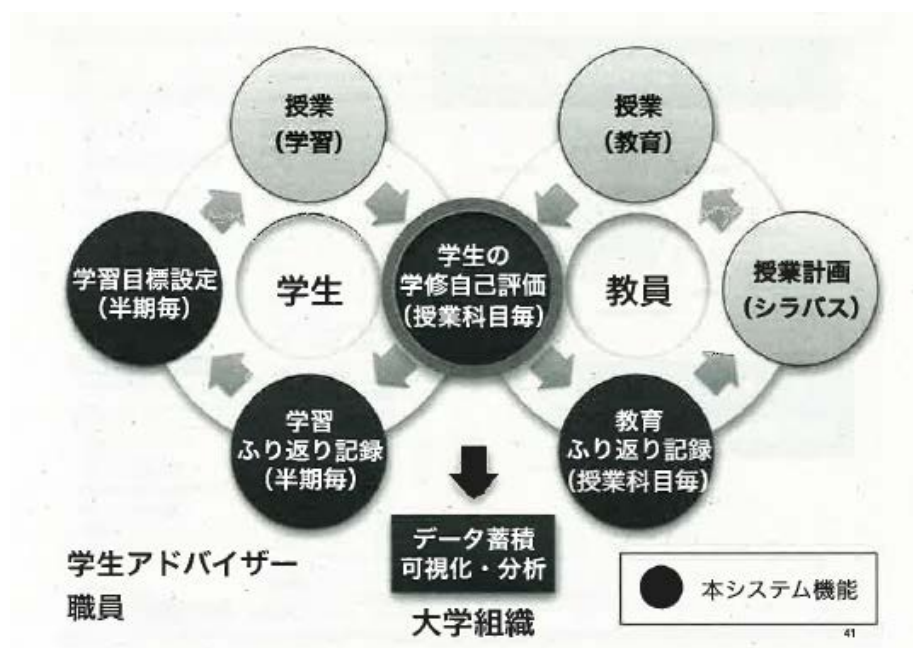 授業
(学習)
授業
(教育)
学習目標設定
(半期毎)
学生
学生の
学修自己評価
(授業科目毎)
教員
授業計画
(シラバス)
学習
ふり返り記録
(半期毎)
教育
ふり返り記録
(授業科目毎)
データ蓄積
可視化・分析
大学組織
学生アドバイザー
職員
本システム機能
41